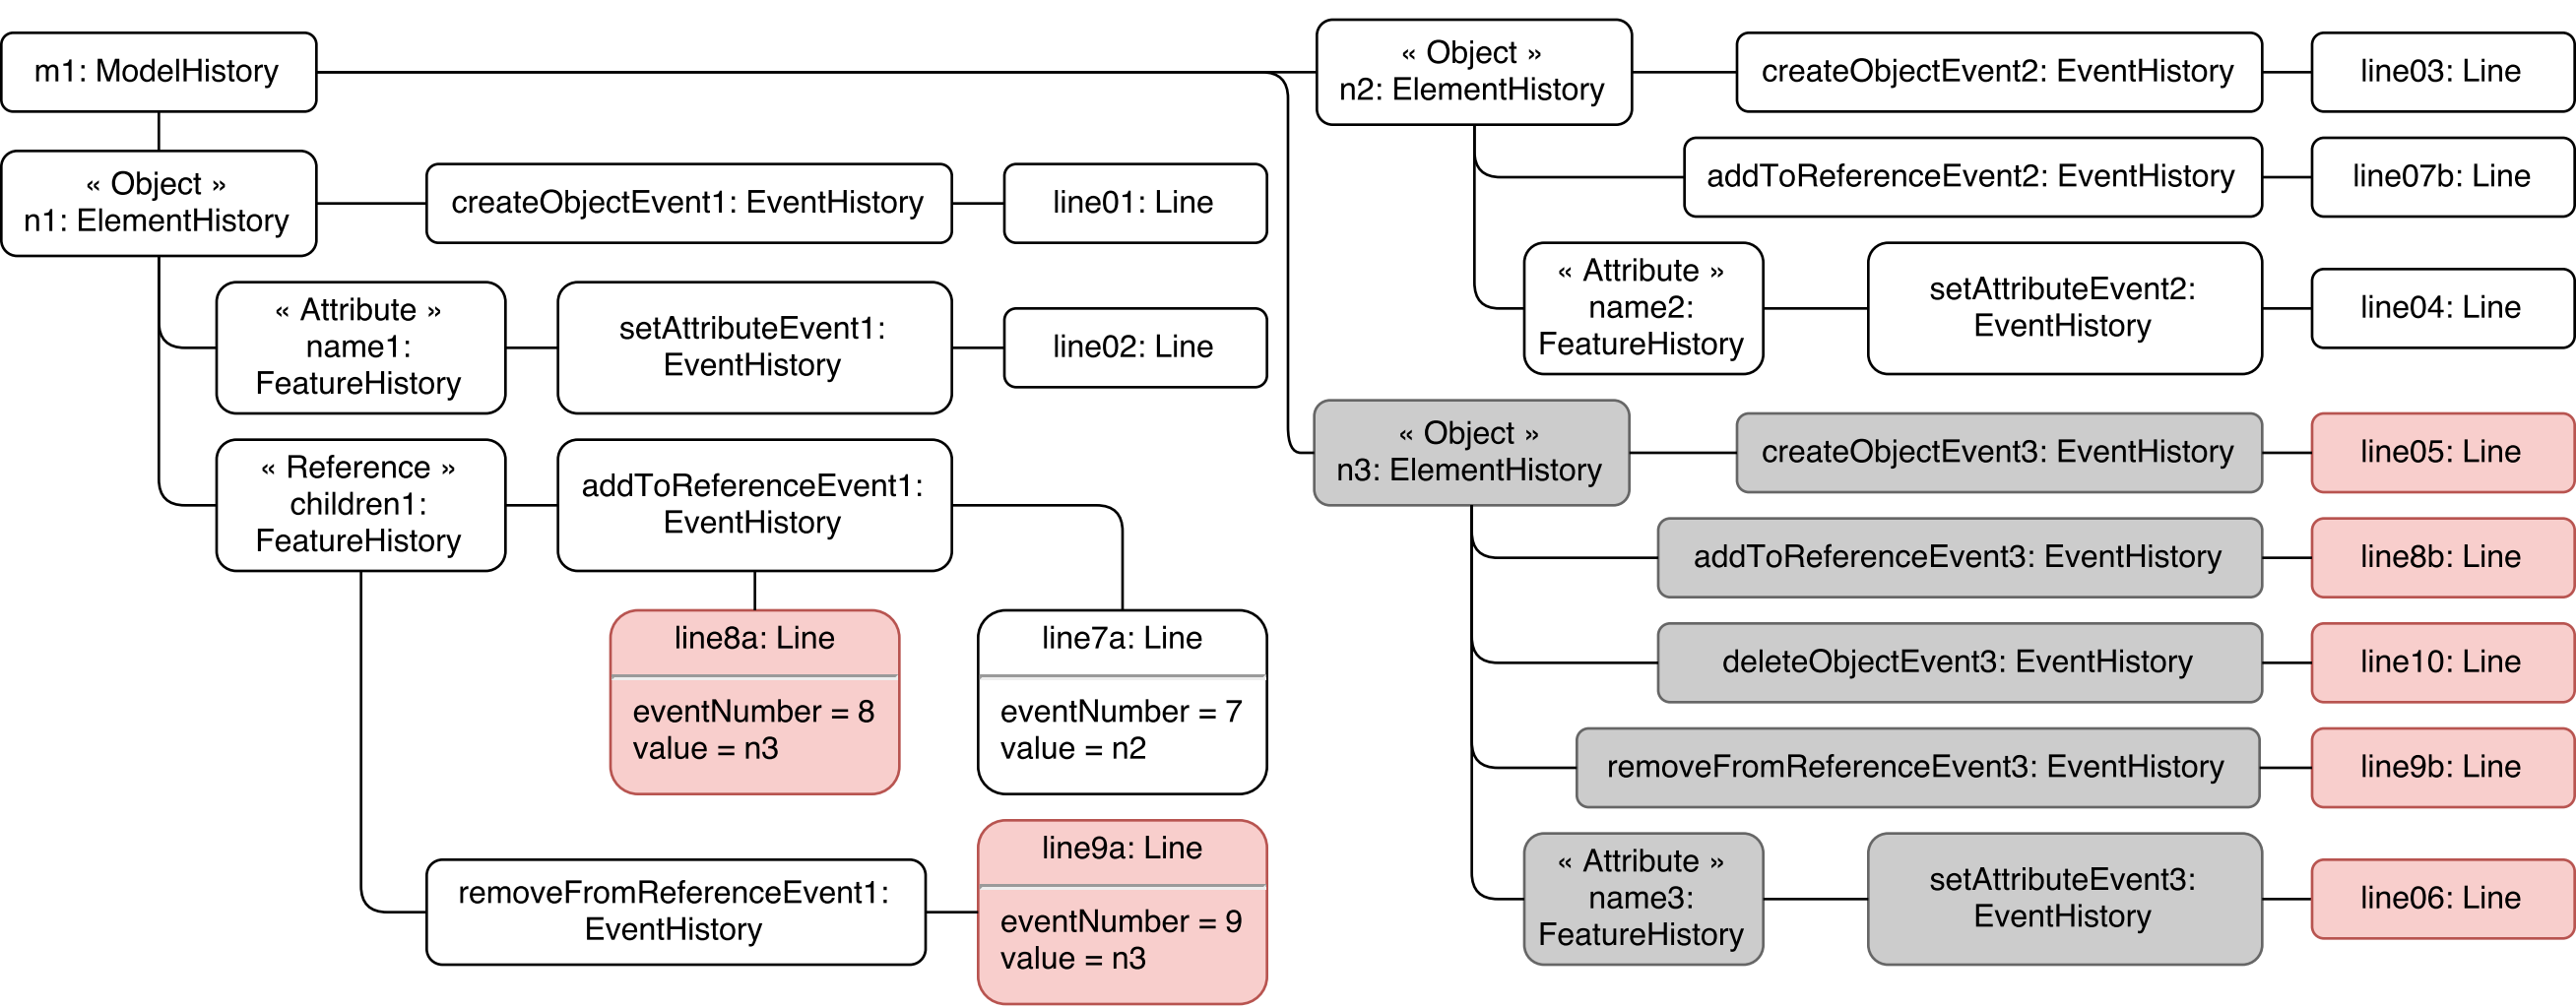 m1: ModelHistory
« Object »
n1: ElementHistory
createObjectEvent1: EventHistory
line01: Line
« Attribute »
name1:
FeatureHistory
setAttributeEvent1:
EventHistory
line02: Line
« Reference »
children1:
FeatureHistory
addToReferenceEvent1:
EventHistory
line8a: Line
eventNumber = 8
value = n3
line7a: Line
eventNumber = 7
value = n2
removeFromReferenceEvent1:
EventHistory
line9a: Line
eventNumber = 9
value = n3
« Object »
n2: ElementHistory
createObjectEvent2: EventHistory
line03: Line
addToReferenceEvent2: EventHistory
line07b: Line
« Attribute »
name2:
FeatureHistory
setAttributeEvent2:
EventHistory
line04: Line
« Object »
n3: ElementHistory
createObjectEvent3: EventHistory
line05: Line
addToReferenceEvent3: EventHistory
line8b: Line
deleteObjectEvent3: EventHistory
line10: Line
removeFromReferenceEvent3: EventHistory
line9b: Line
« Attribute »
name3:
FeatureHistory
setAttributeEvent3:
EventHistory
line06: Line